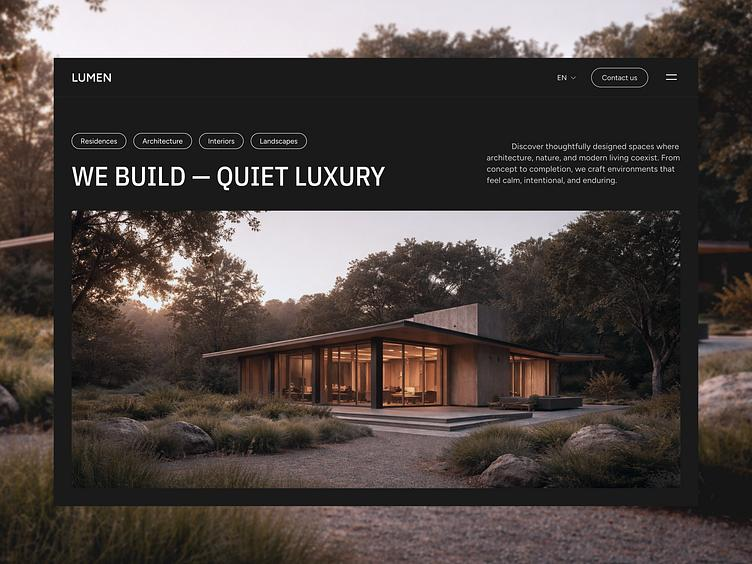 LUMEN
EN
Contact us
Residences
Architecture
Interiors
Landscapes
WE BUILD — QUIET LUXURY
Discover thoughtfully designed spaces where
architecture, nature, and modern living coexist. From
concept to completion, we craft environments that
feel calm, intentional, and enduring.